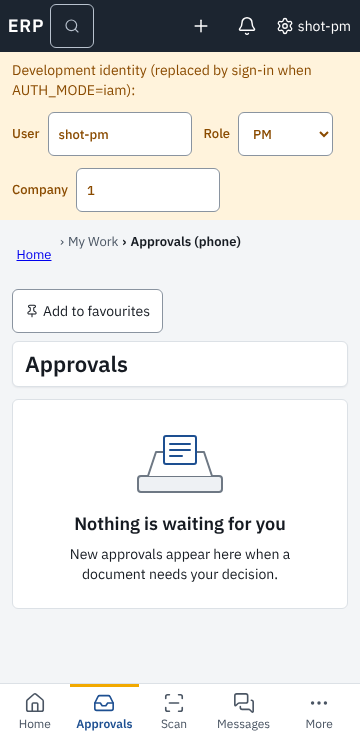 ERP
shot-pm
Development identity (replaced by sign-in when
AUTH_MODE=iam):
User shot-pm Role PM
Company 1
Home › My Work › Approvals (phone)
Add to favourites
Approvals
Nothing is waiting for you
New approvals appear here when a
document needs your decision.
Home Approvals Scan Messages More